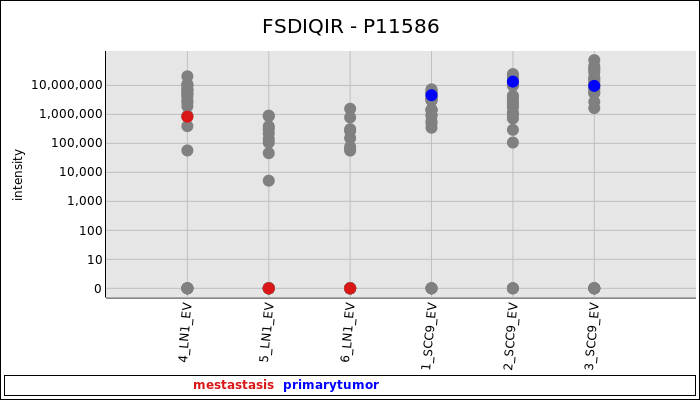 FSDIQIR - P11586
intensity
10,000,000
1,000,000
100,000
10,000
1,000
100
10
0
4_LN1_EV
5_LN1_EV
6_LN1_EV
1_SCC9_EV
2_SCC9_EV
3_SCC9_EV
mestastasis primarytumor